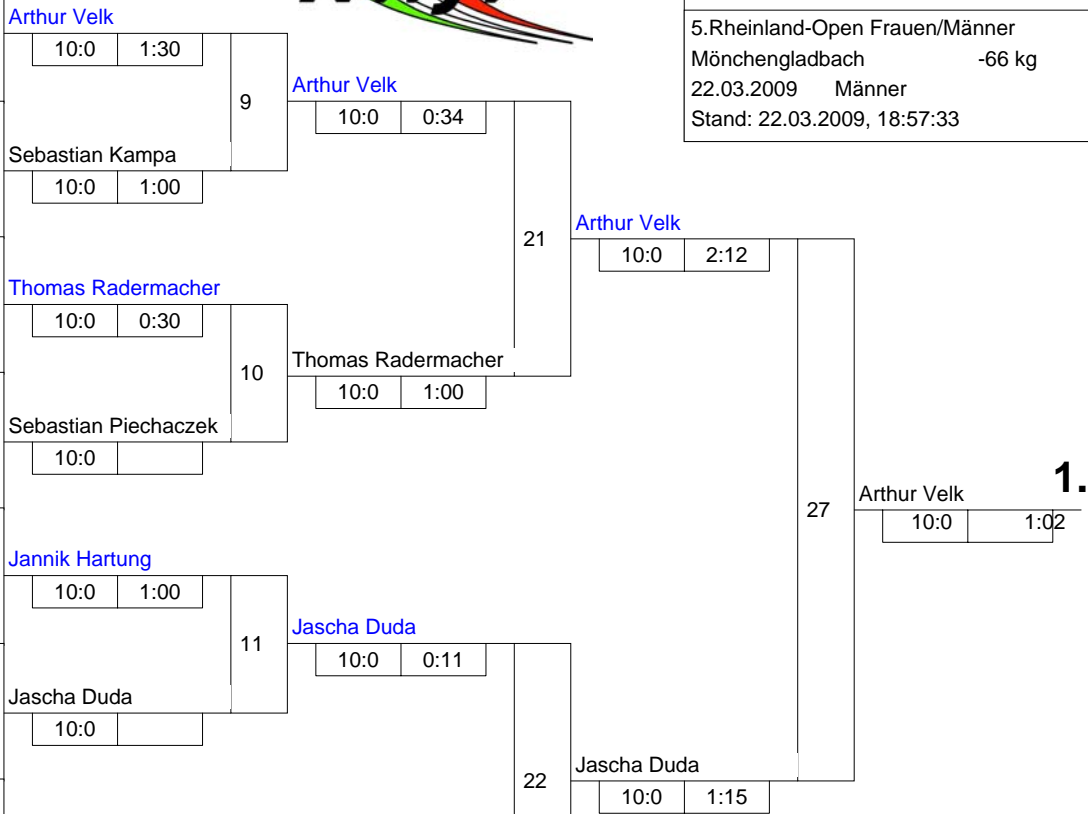 5.Rheinland-Open Frauen/Männer
Mönchengladbach -66 kg
22.03.2009 Männer
Stand: 22.03.2009, 18:57:33
Arthur Velk
10:0 1:30
9
Arthur Velk
10:0 0:34
Sebastian Kampa
10:0 1:00
21
Arthur Velk
10:0 2:12
Thomas Radermacher
10:0 0:30
10
Thomas Radermacher
10:0 1:00
Sebastian Piechaczek
10:0
27
Arthur Velk 1.
10:0 1:02
Jannik Hartung
10:0 1:00
11
Jascha Duda
10:0 0:11
Jascha Duda
10:0
22
Jascha Duda
10:0 1:15